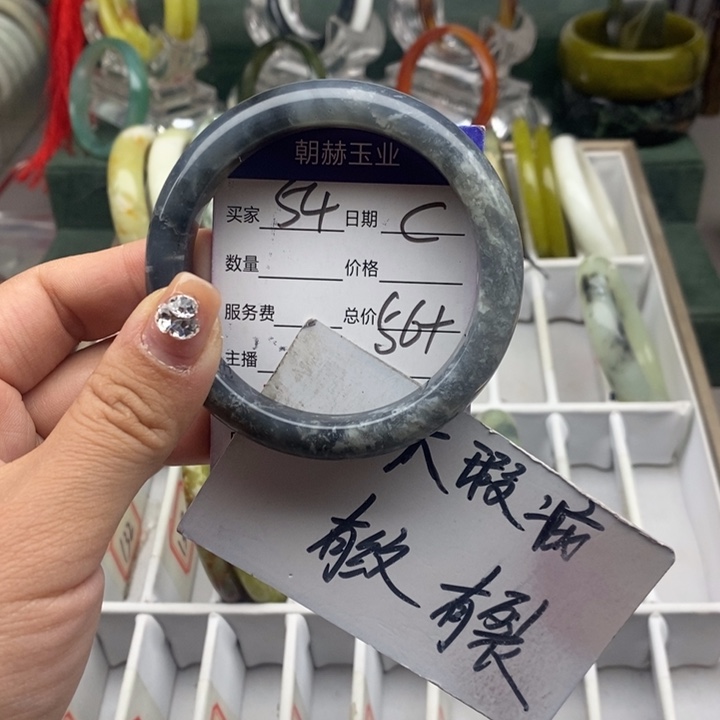 朝赫玉业
买家 54 日期 C
数量 价格
服务费 总价 56+
主播
大瑕疵
有纹 有裂